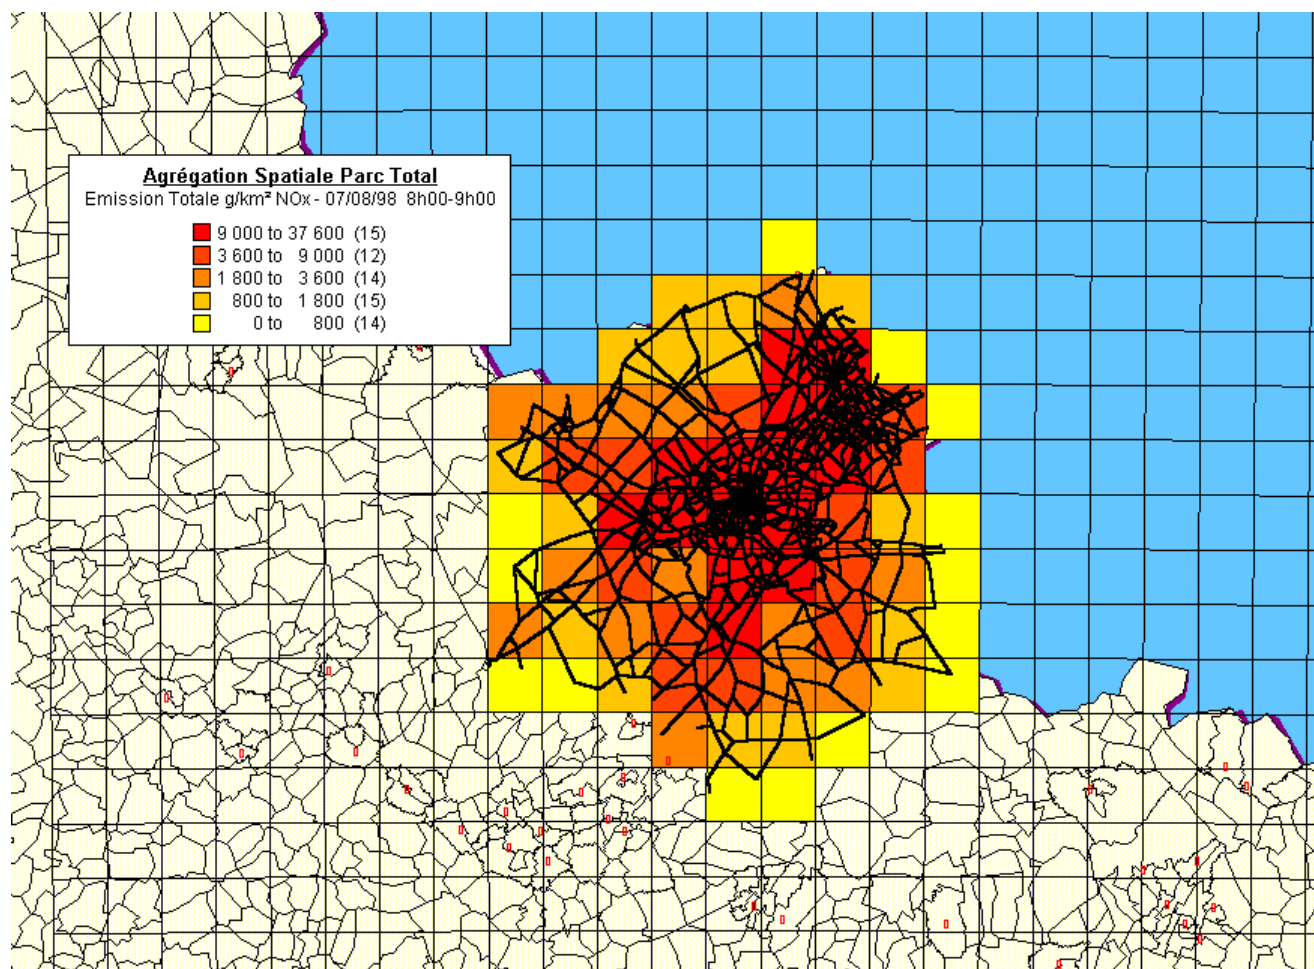 Agrégation Spatiale Parc Total
Emission Totale g/km² NOx - 07/08/98 8h00-9h00
9 000 to 37 600 (15)
3 600 to 9 000 (12)
1 800 to 3 600 (14)
800 to 1 800 (15)
0 to 800 (14)